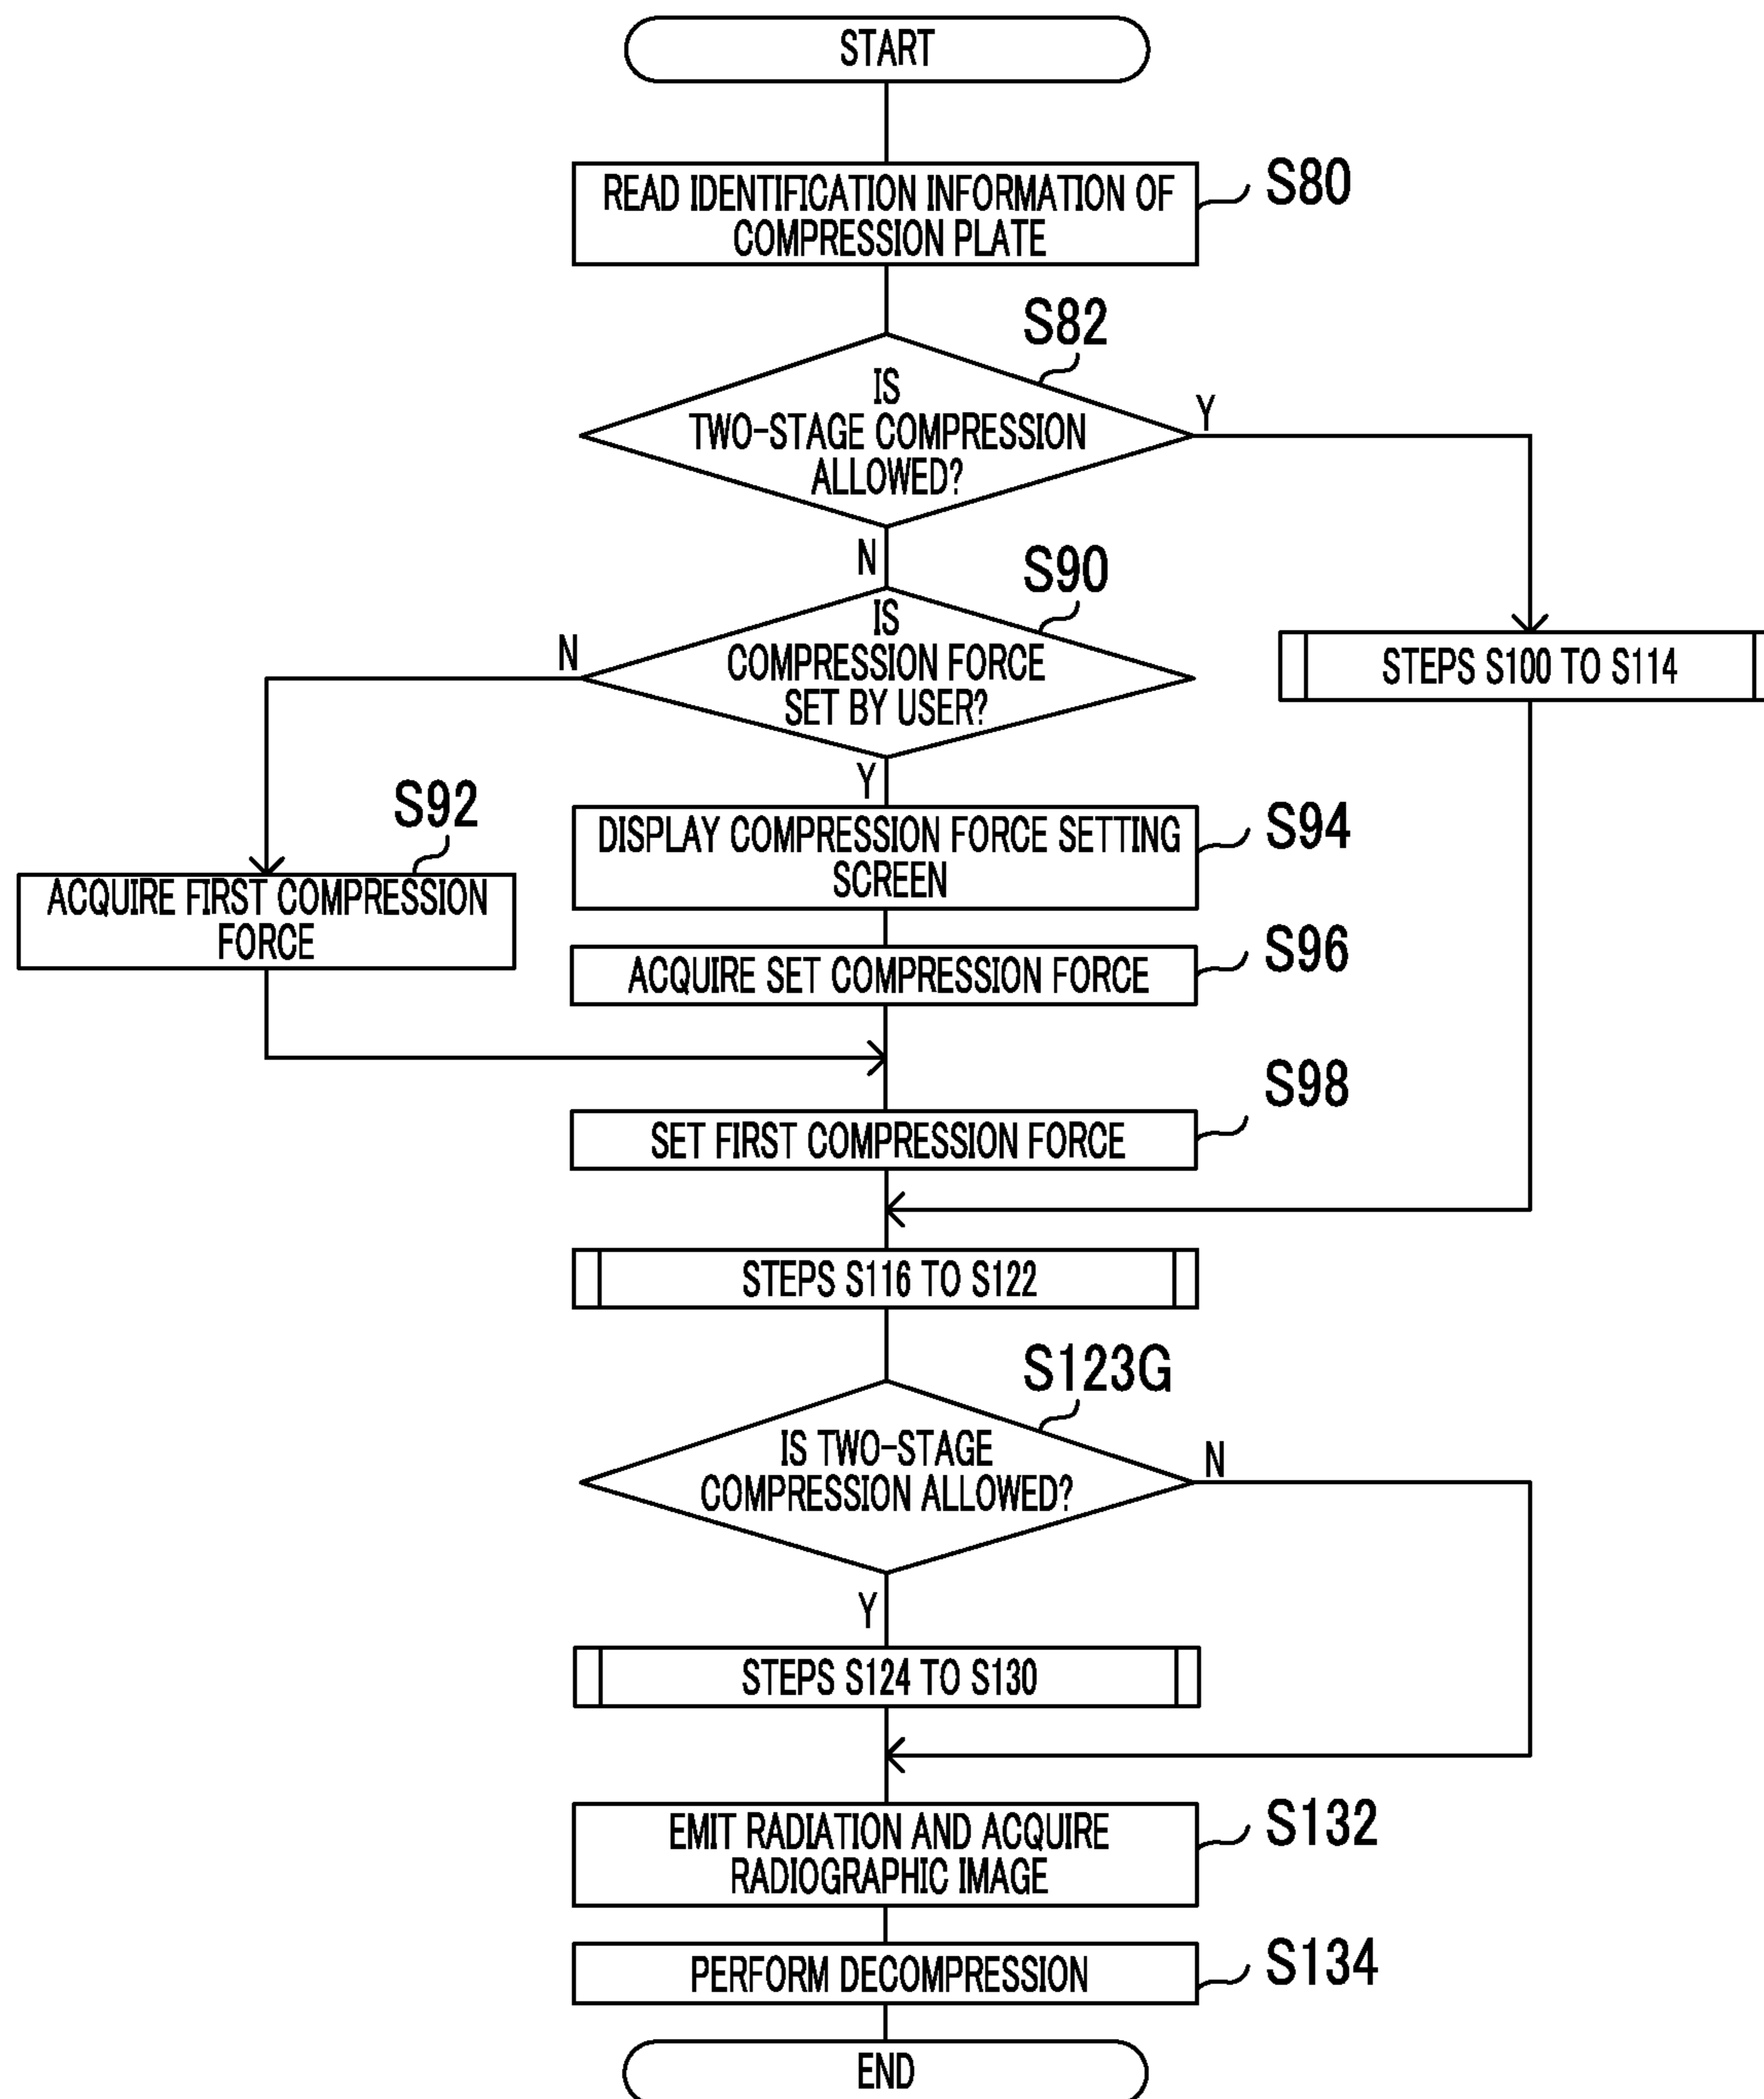 START
READ IDENTIFICATION INFORMATION OF
COMPRESSION PLATE
S80
S82
IS
TWO-STAGE COMPRESSION
ALLOWED?
Y
N
S90
IS
COMPRESSION FORCE
SET BY USER?
N
Y
STEPS S100 TO S114
S92
ACQUIRE FIRST COMPRESSION
FORCE
DISPLAY COMPRESSION FORCE SETTING
SCREEN
S94
ACQUIRE SET COMPRESSION FORCE
S96
SET FIRST COMPRESSION FORCE
S98
STEPS S116 TO S122
S123G
IS TWO-STAGE
COMPRESSION ALLOWED?
N
Y
STEPS S124 TO S130
EMIT RADIATION AND ACQUIRE
RADIOGRAPHIC IMAGE
S132
PERFORM DECOMPRESSION
S134
END